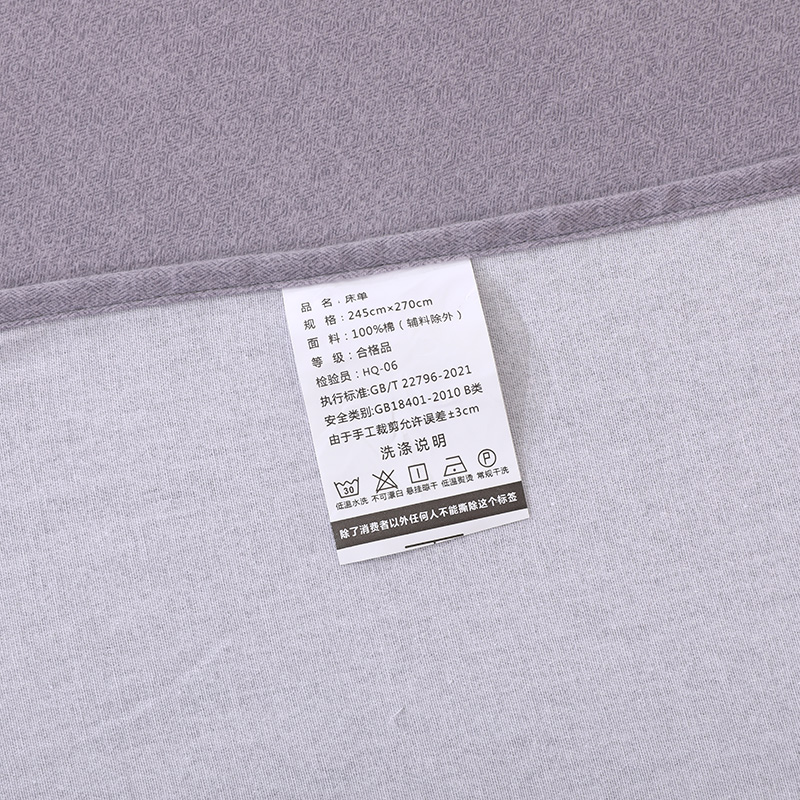 品 名：床单
规 格：245cm×270cm
面 料：100%棉（辅料除外）
等 级：合格品
检验员：HQ-06
执行标准:GB/T 22796-2021
安全类别:GB18401-2010 B类
由于手工裁剪允许误差±3cm
洗涤说明
30
P
低温水洗 不可漂白 悬挂晾干 低温熨烫 常规干洗
除了消费者以外任何人不能撕除这个标签